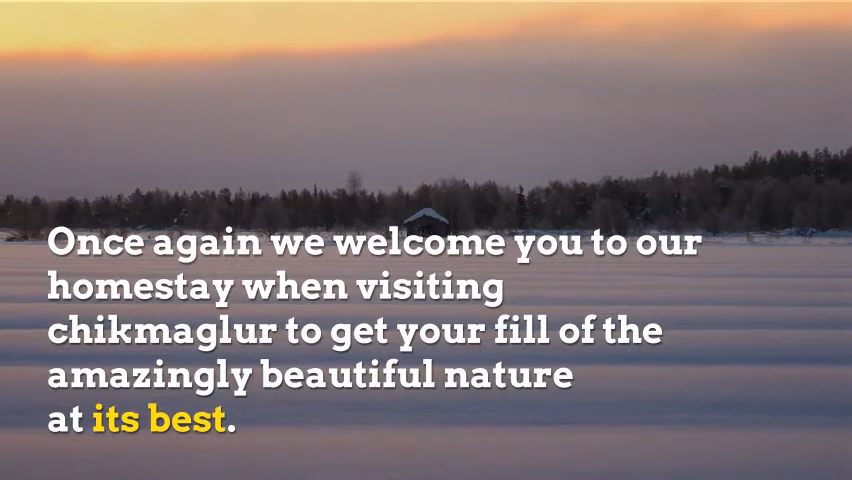 Once again we welcome you to our
homestay when visiting
chikmaglur to get your fill of the
amazingly beautiful nature
at its best.